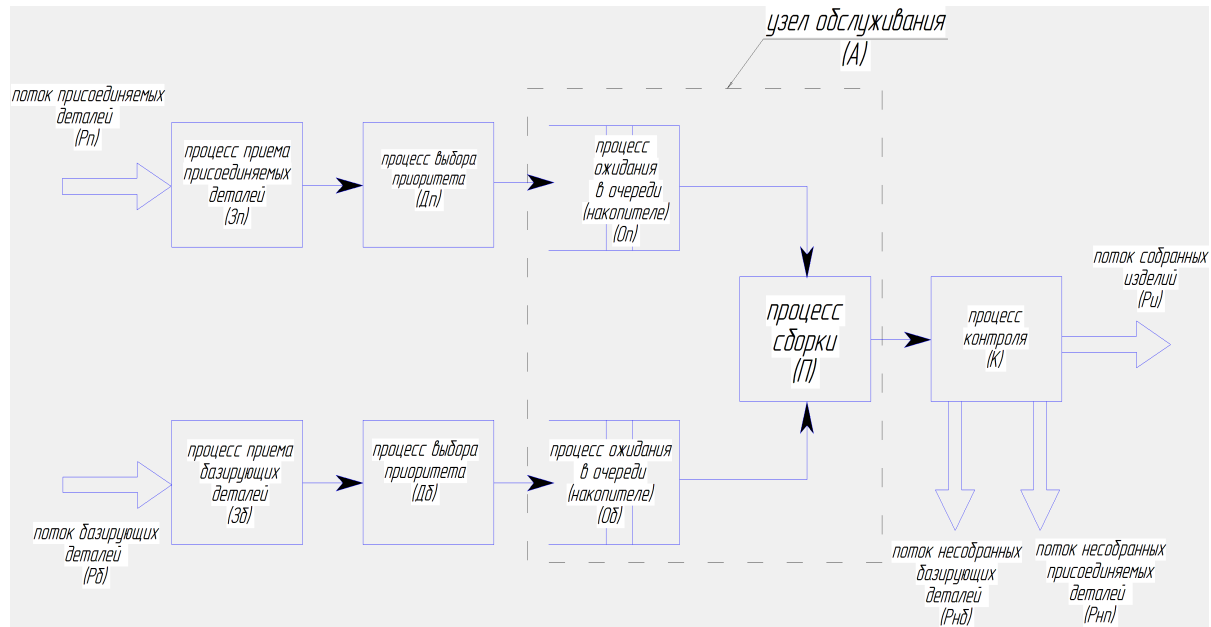 узел обслуживания
(А)
поток присоединяемых
деталей
(Рп)
процесс приема
присоединяемых
деталей
(Зп)
процесс выбора
приоритета
(Дп)
процесс
ожидания
в очереди
(накопителе)
(Оп)
процесс
сборки
(П)
процесс
контроля
(К)
поток собранных
изделий
(Ри)
поток базирующих
деталей
(Рб)
процесс приема
базирующих
деталей
(Зб)
процесс выбора
приоритета
(Дб)
процесс ожидания
в очереди
(накопителе)
(Об)
поток несобранных
базирующих
деталей
(Рнб)
поток несобранных
присоединяемых
деталей
(Рнп)